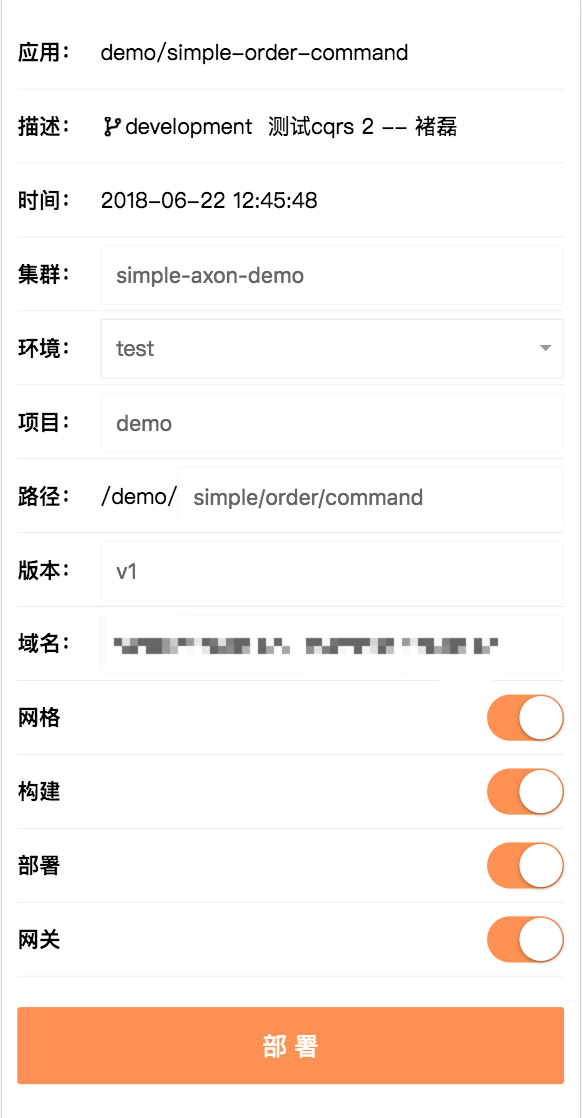 应用： demo/simple-order-command
描述： development 测试cqrs 2 -- 褚磊
时间： 2018-06-22 12:45:48
集群： simple-axon-demo
环境： test
项目： demo
路径： /demo/ simple/order/command
版本： v1
域名：
网格
构建
部署
网关
部 署